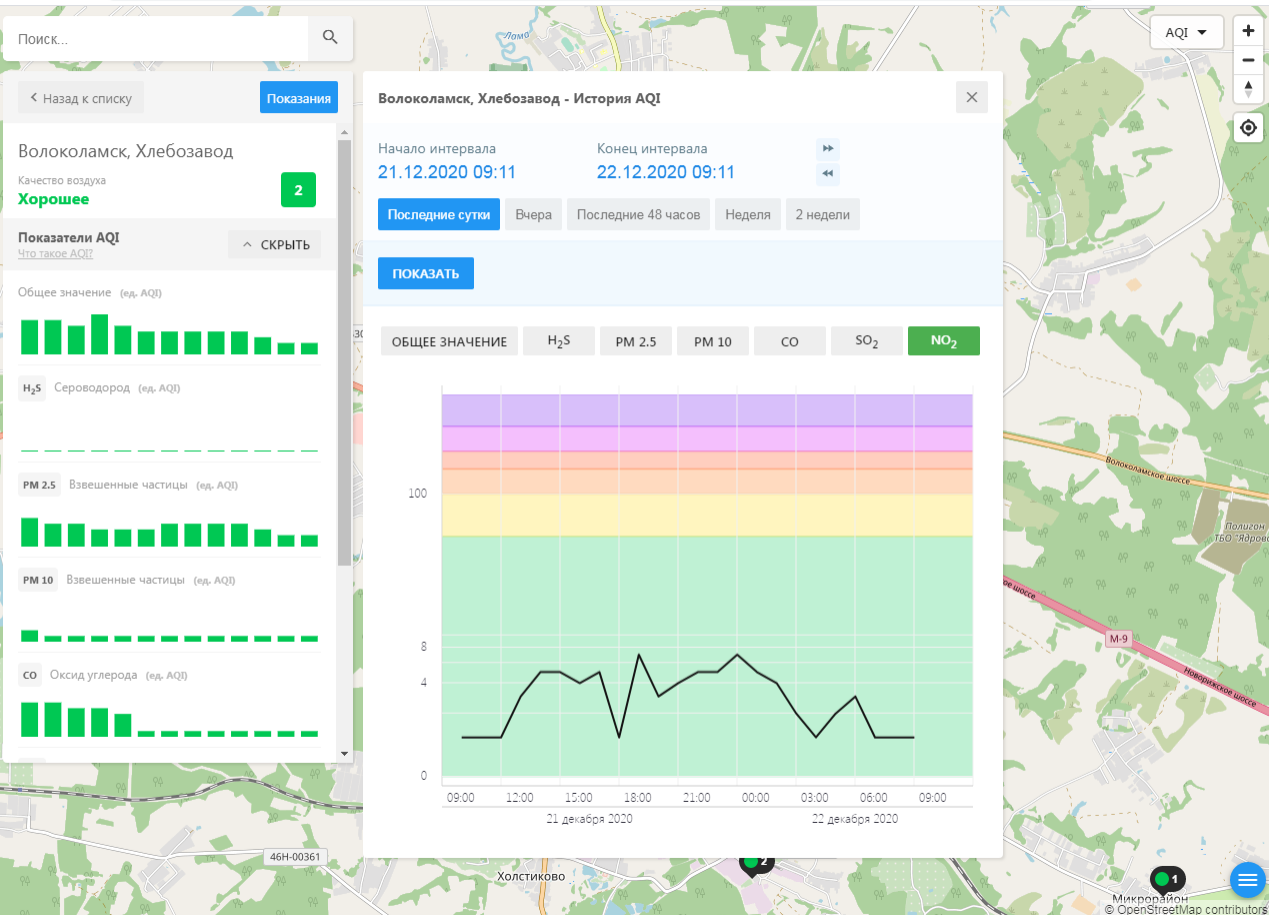 Поиск...
Назад к списку
Показания
Волоколамск, Хлебозавод
Качество воздуха
Хорошее
2
Показатели AQI
Что такое AQI?
СКРЫТЬ
Общее значение (ед. AQI)
H₂S Сероводород (ед. AQI)
PM 2.5 Взвешенные частицы (ед. AQI)
PM 10 Взвешенные частицы (ед. AQI)
CO Оксид углерода (ед. AQI)
Волоколамск, Хлебозавод - История AQI
Начало интервала
21.12.2020 09:11
Конец интервала
22.12.2020 09:11
Последние сутки
Вчера
Последние 48 часов
Неделя
2 недели
ПОКАЗАТЬ
ОБЩЕЕ ЗНАЧЕНИЕ
H₂S
PM 2.5
PM 10
CO
SO₂
NO₂
100
8
4
0
09:00 12:00 15:00 18:00 21:00 00:00 03:00 06:00 09:00
21 декабря 2020 22 декабря 2020
AQI
Лома
Волоколамское шоссе
Полигон
ТБО "Ядрово
шоссе
М-9
Новорижское шоссе
46Н-00361
Холстиково
2
1
Микрорайон
© OpenStreetMap contributors